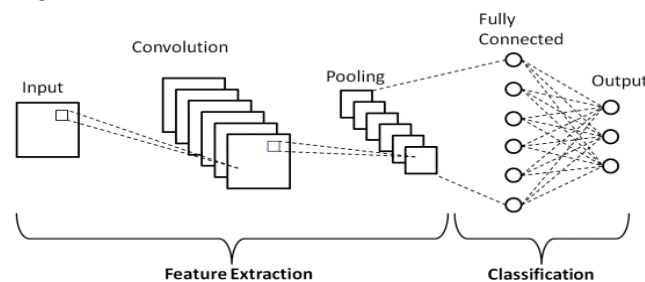 Fully
Connected
Convolution
Pooling
Input
Output
Feature Extraction
Classification